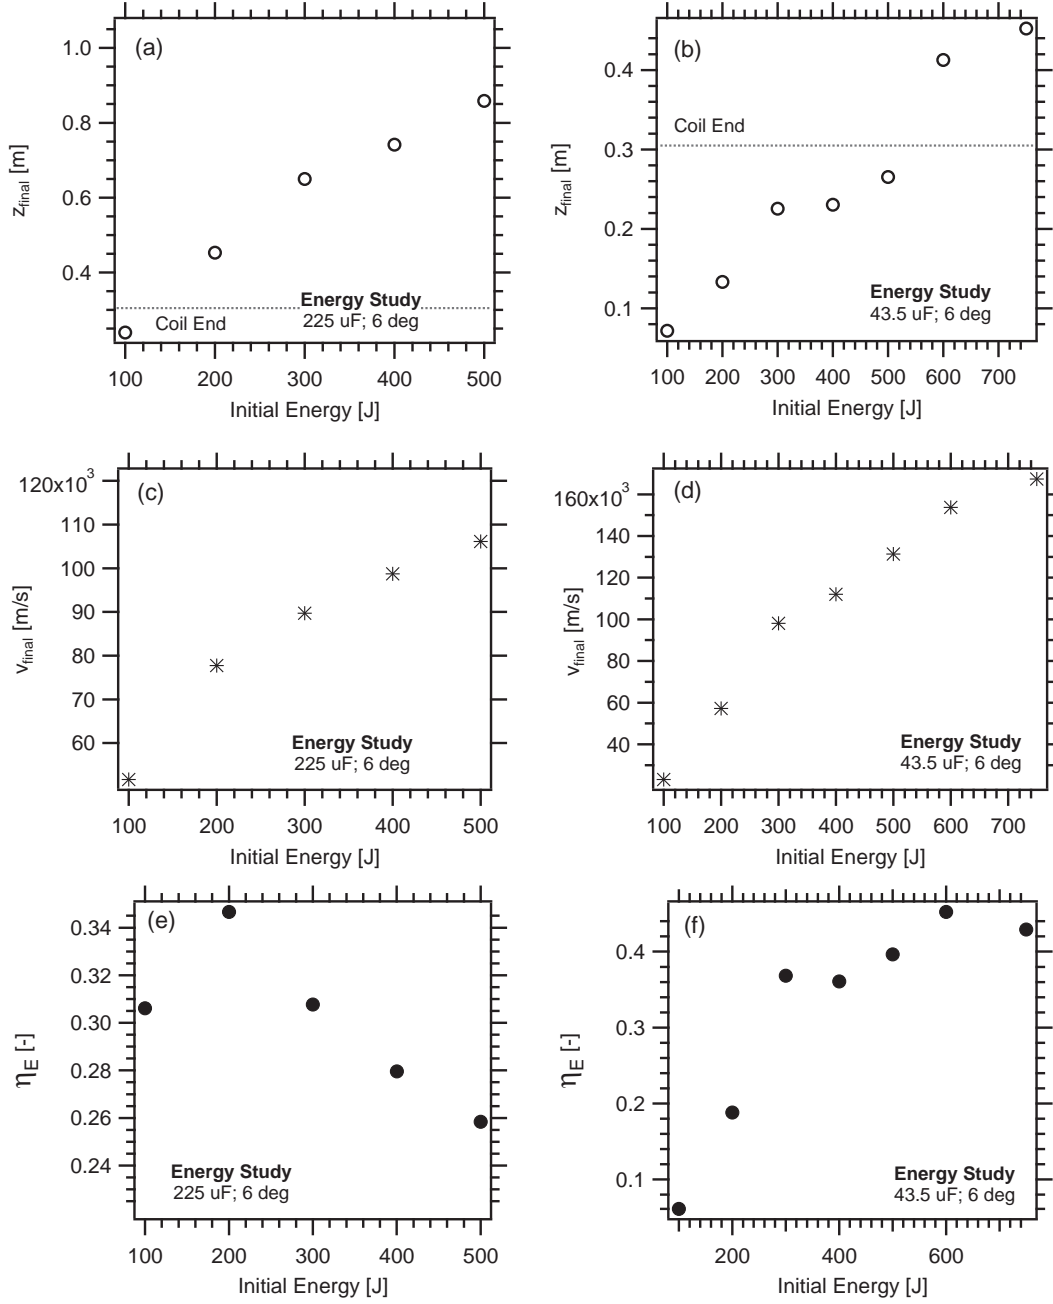 (a)
1.0
0.8
0.6
0.4
z_final [m]
Coil End
Energy Study
225 uF; 6 deg
100 200 300 400 500
Initial Energy [J]
(b)
0.4
0.3
0.2
0.1
z_final [m]
Coil End
Energy Study
43.5 uF; 6 deg
100 200 300 400 500 600 700
Initial Energy [J]
(c)
120x10³
110
100
90
80
70
60
v_final [m/s]
Energy Study
225 uF; 6 deg
100 200 300 400 500
Initial Energy [J]
(d)
160x10³
140
120
100
80
60
40
v_final [m/s]
Energy Study
43.5 uF; 6 deg
100 200 300 400 500 600 700
Initial Energy [J]
(e)
0.34
0.32
0.30
0.28
0.26
0.24
η_E [-]
Energy Study
225 uF; 6 deg
100 200 300 400 500
Initial Energy [J]
(f)
0.4
0.3
0.2
0.1
η_E [-]
Energy Study
43.5 uF; 6 deg
200 400 600
Initial Energy [J]